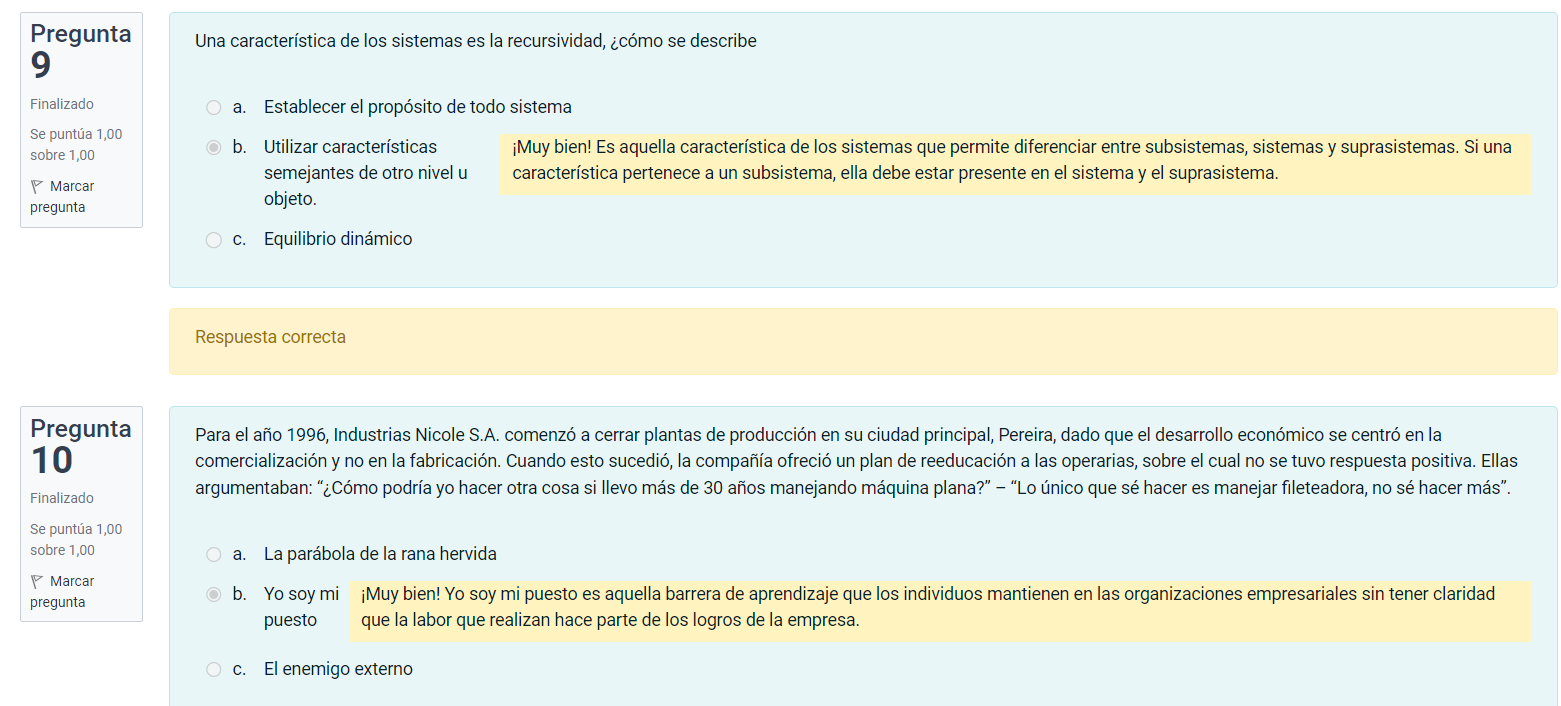 Pregunta
9
Finalizado
Se puntúa 1,00
sobre 1,00
Marcar
pregunta
Una característica de los sistemas es la recursividad, ¿cómo se describe
a. Establecer el propósito de todo sistema
b. Utilizar características
semejantes de otro nivel u
objeto.
¡Muy bien! Es aquella característica de los sistemas que permite diferenciar entre subsistemas, sistemas y suprasistemas. Si una
característica pertenece a un subsistema, ella debe estar presente en el sistema y el suprasistema.
c. Equilibrio dinámico
Respuesta correcta
Pregunta
10
Finalizado
Se puntúa 1,00
sobre 1,00
Marcar
pregunta
Para el año 1996, Industrias Nicole S.A. comenzó a cerrar plantas de producción en su ciudad principal, Pereira, dado que el desarrollo económico se centró en la
comercialización y no en la fabricación. Cuando esto sucedió, la compañía ofreció un plan de reeducación a las operarias, sobre el cual no se tuvo respuesta positiva. Ellas
argumentaban: “¿Cómo podría yo hacer otra cosa si llevo más de 30 años manejando máquina plana?” – “Lo único que sé hacer es manejar fileteadora, no sé hacer más”.
a. La parábola de la rana hervida
b. Yo soy mi
puesto
¡Muy bien! Yo soy mi puesto es aquella barrera de aprendizaje que los individuos mantienen en las organizaciones empresariales sin tener claridad
que la labor que realizan hace parte de los logros de la empresa.
c. El enemigo externo